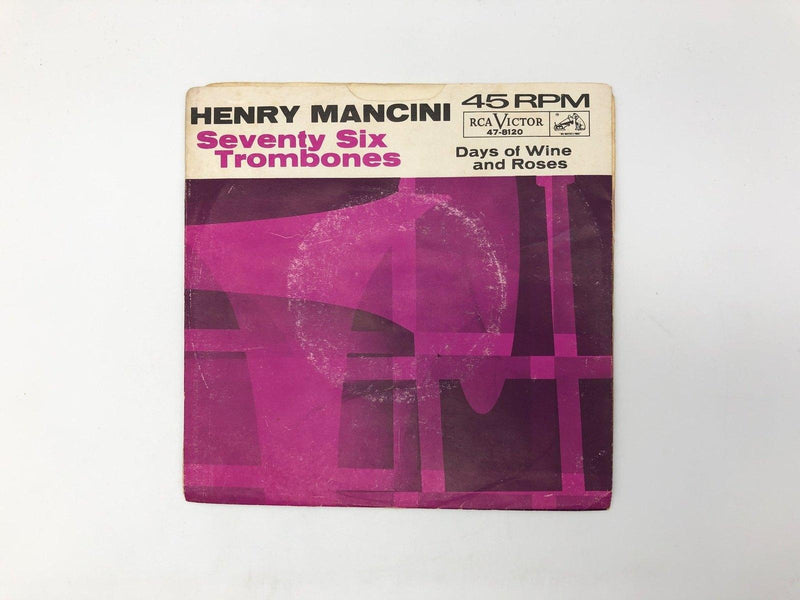 HENRY MANCINI
45 RPM
RCA VICTOR
47-8120
Seventy Six
Trombones
Days of Wine
and Roses